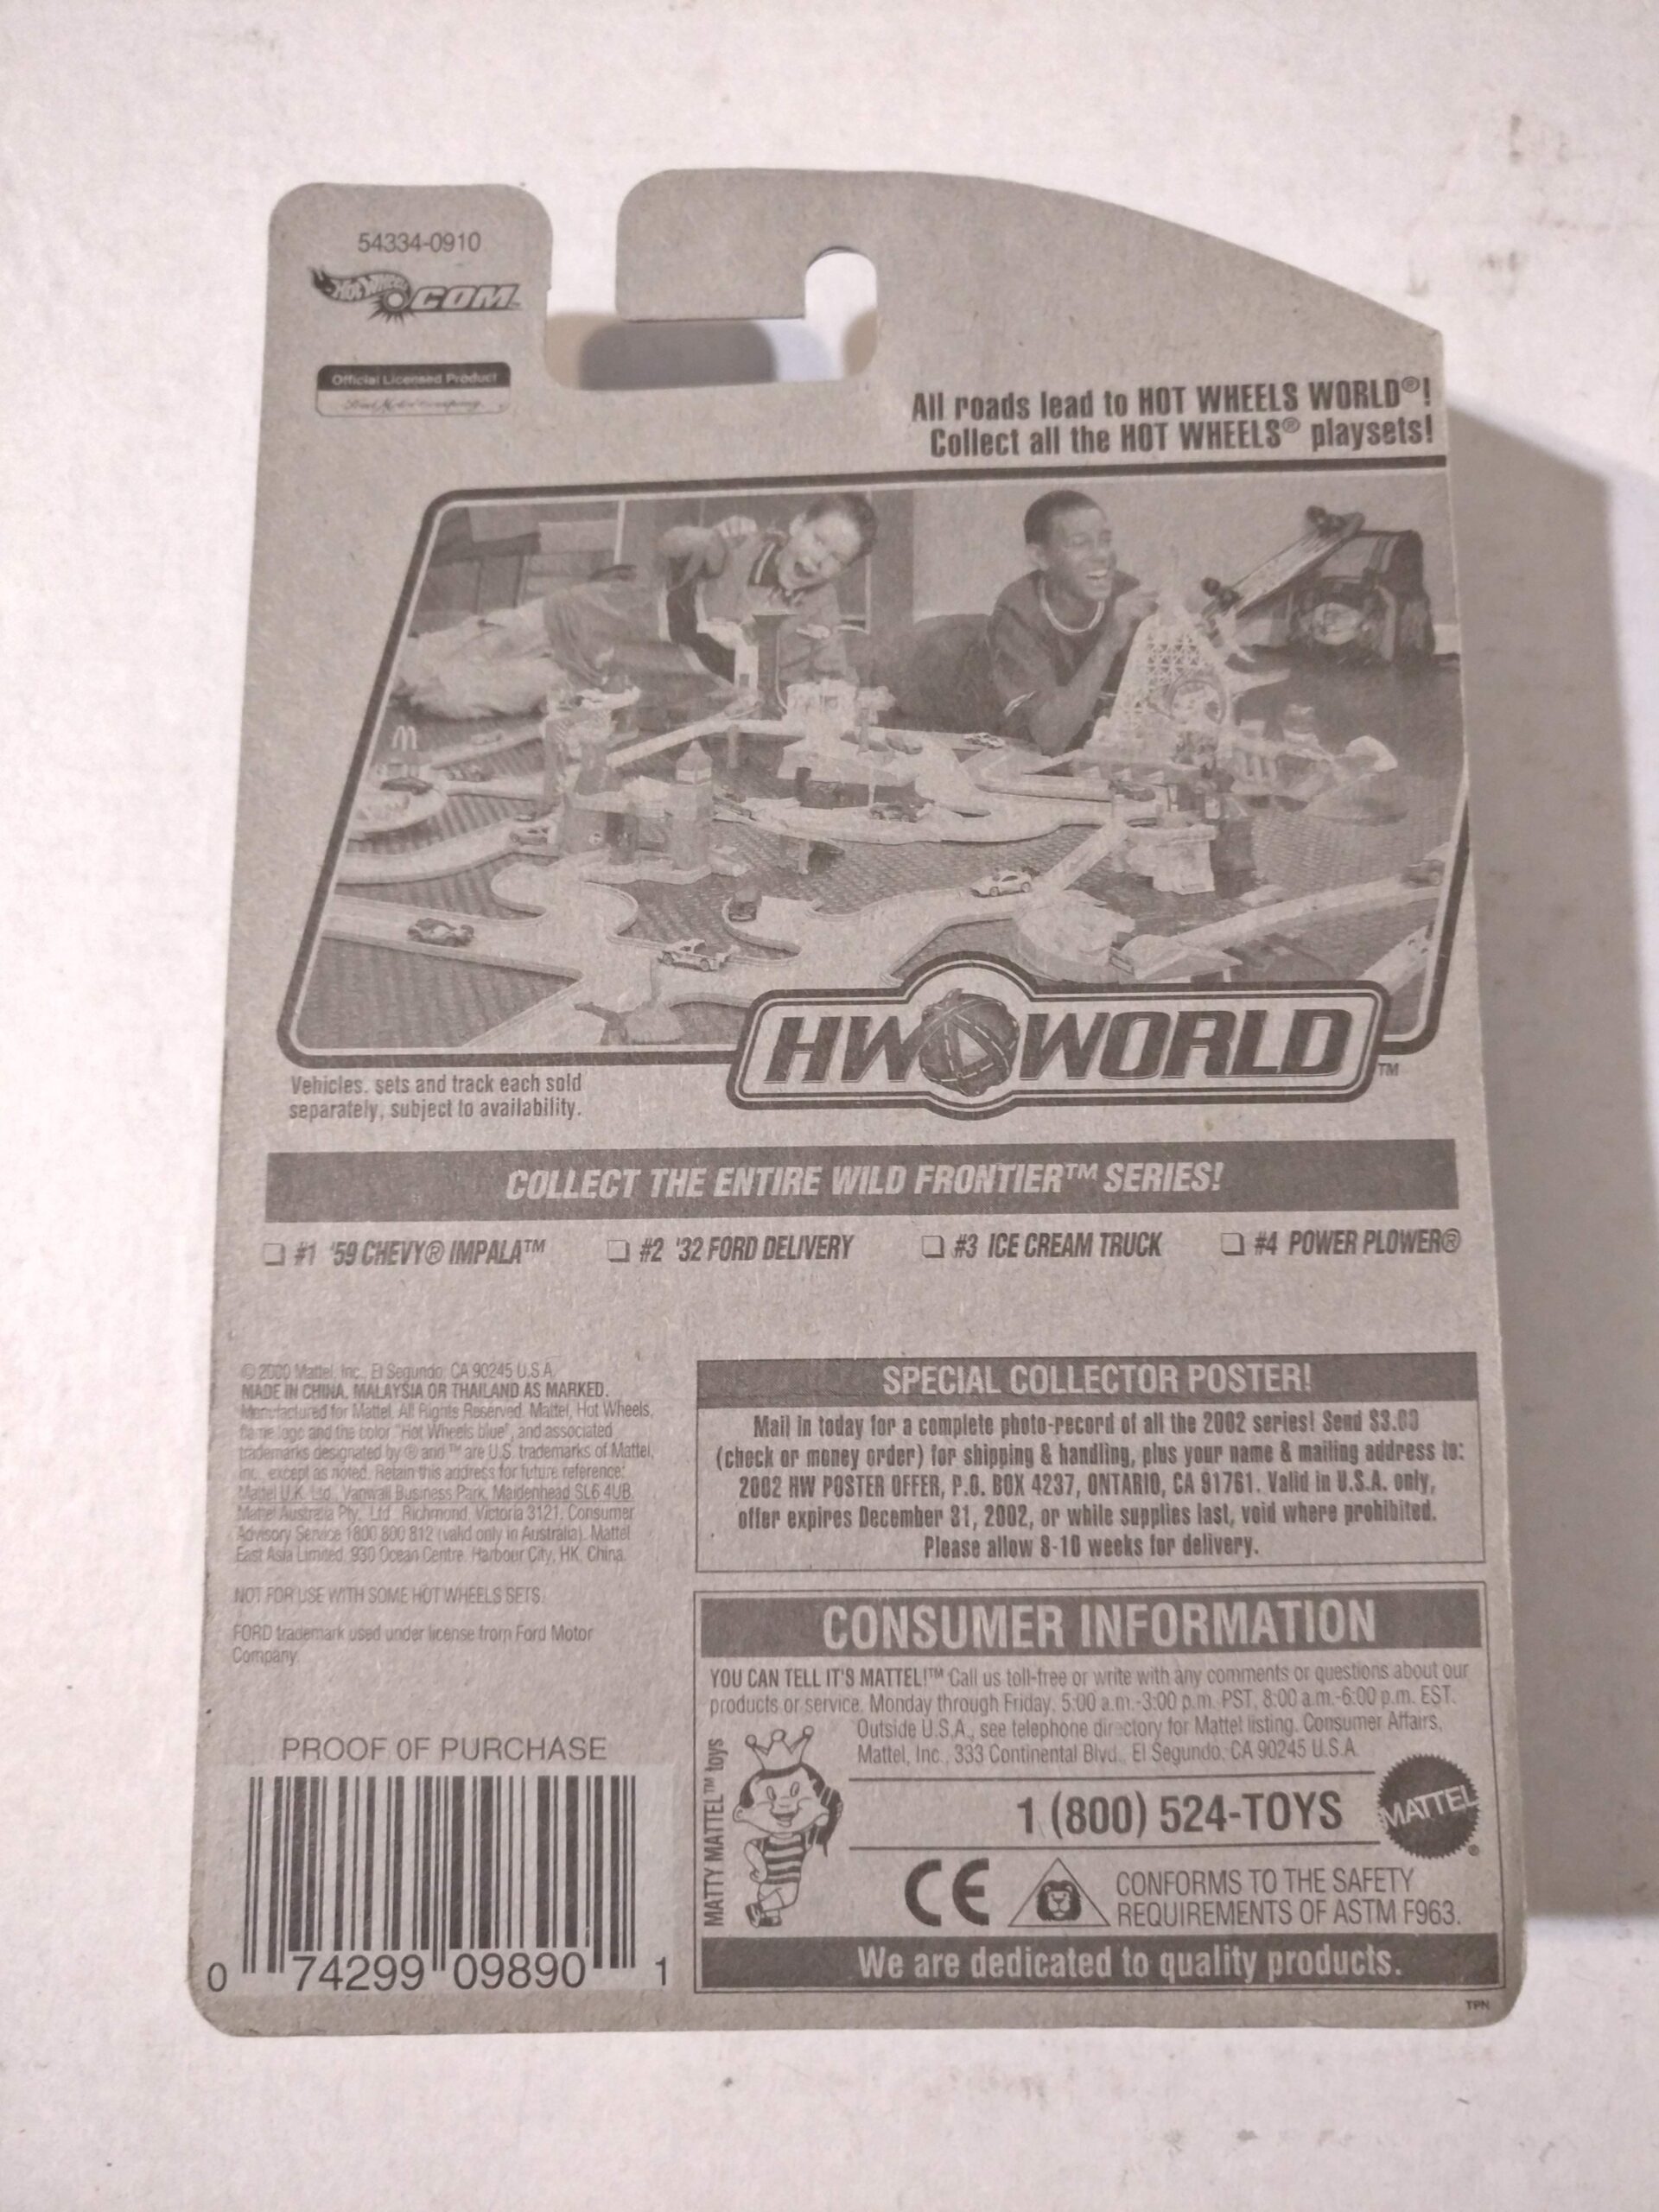 54334-0910
Hot Wheels .COM™
Official Licensed Product
Ford Motor Company
All roads lead to HOT WHEELS WORLD®!
Collect all the HOT WHEELS® playsets!
HW WORLD™
Vehicles, sets and track each sold
separately, subject to availability.
COLLECT THE ENTIRE WILD FRONTIER™ SERIES!
❏ #1 '59 CHEVY® IMPALA™ ❏ #2 '32 FORD DELIVERY ❏ #3 ICE CREAM TRUCK ❏ #4 POWER PLOWER®
© 2000 Mattel, Inc., El Segundo, CA 90245 U.S.A.
MADE IN CHINA, MALAYSIA OR THAILAND AS MARKED.
Manufactured for Mattel. All Rights Reserved. Mattel, Hot Wheels,
flame logo and the color "Hot Wheels blue", and associated
trademarks designated by ® and ™ are U.S. trademarks of Mattel,
Inc., except as noted. Retain this address for future reference:
Mattel U.K. Ltd., Vanwall Business Park, Maidenhead SL6 4UB.
Mattel Australia Pty., Ltd., Richmond, Victoria 3121. Consumer
Advisory Service 1800 800 812 (valid only in Australia). Mattel
East Asia Limited, 930 Ocean Centre, Harbour City, HK, China.
NOT FOR USE WITH SOME HOT WHEELS SETS.
FORD trademark used under license from Ford Motor
Company.
SPECIAL COLLECTOR POSTER!
Mail in today for a complete photo-record of all the 2002 series! Send $3.00
(check or money order) for shipping & handling, plus your name & mailing address to:
2002 HW POSTER OFFER, P.O. BOX 4237, ONTARIO, CA 91761. Valid in U.S.A. only,
offer expires December 31, 2002, or while supplies last, void where prohibited.
Please allow 8-10 weeks for delivery.
CONSUMER INFORMATION
YOU CAN TELL IT'S MATTEL!™ Call us toll-free or write with any comments or questions about our
products or service, Monday through Friday, 5:00 a.m.-3:00 p.m. PST, 8:00 a.m.-6:00 p.m. EST.
Outside U.S.A., see telephone directory for Mattel listing. Consumer Affairs,
Mattel, Inc., 333 Continental Blvd., El Segundo, CA 90245 U.S.A.
MATTY MATTEL™ toys
1 (800) 524-TOYS
MATTEL®
CE
CONFORMS TO THE SAFETY
REQUIREMENTS OF ASTM F963.
We are dedicated to quality products.
TPN
PROOF OF PURCHASE
0 74299 09890 1